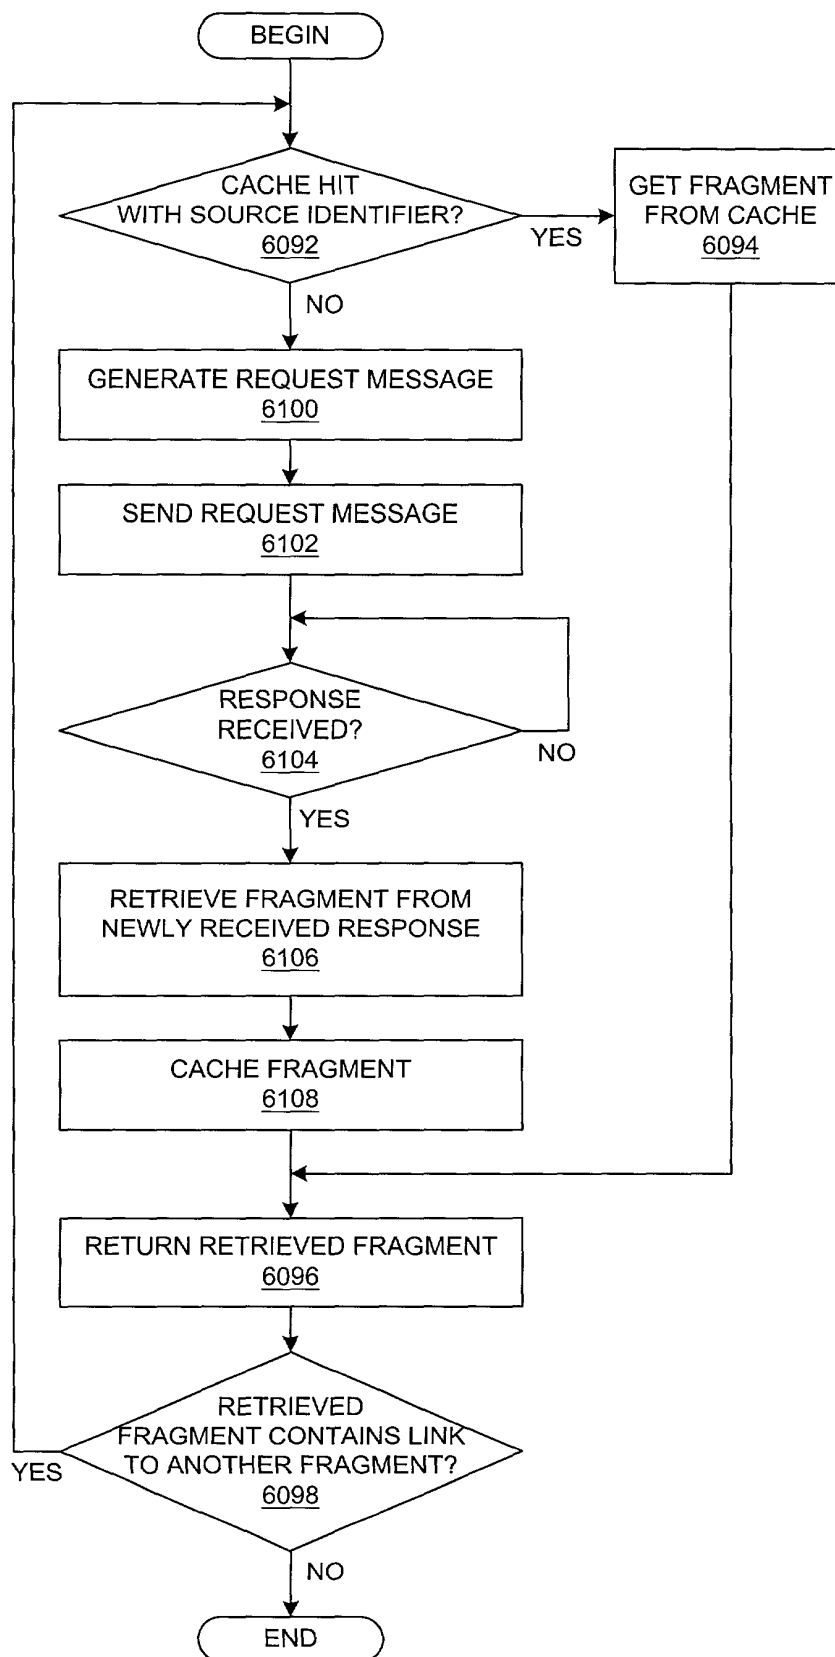 BEGIN
CACHE HIT
WITH SOURCE IDENTIFIER?
6092
YES
GET FRAGMENT
FROM CACHE
6094
NO
GENERATE REQUEST MESSAGE
6100
SEND REQUEST MESSAGE
6102
RESPONSE
RECEIVED?
6104
NO
YES
RETRIEVE FRAGMENT FROM
NEWLY RECEIVED RESPONSE
6106
CACHE FRAGMENT
6108
RETURN RETRIEVED FRAGMENT
6096
RETRIEVED
FRAGMENT CONTAINS LINK
TO ANOTHER FRAGMENT?
6098
YES
NO
END